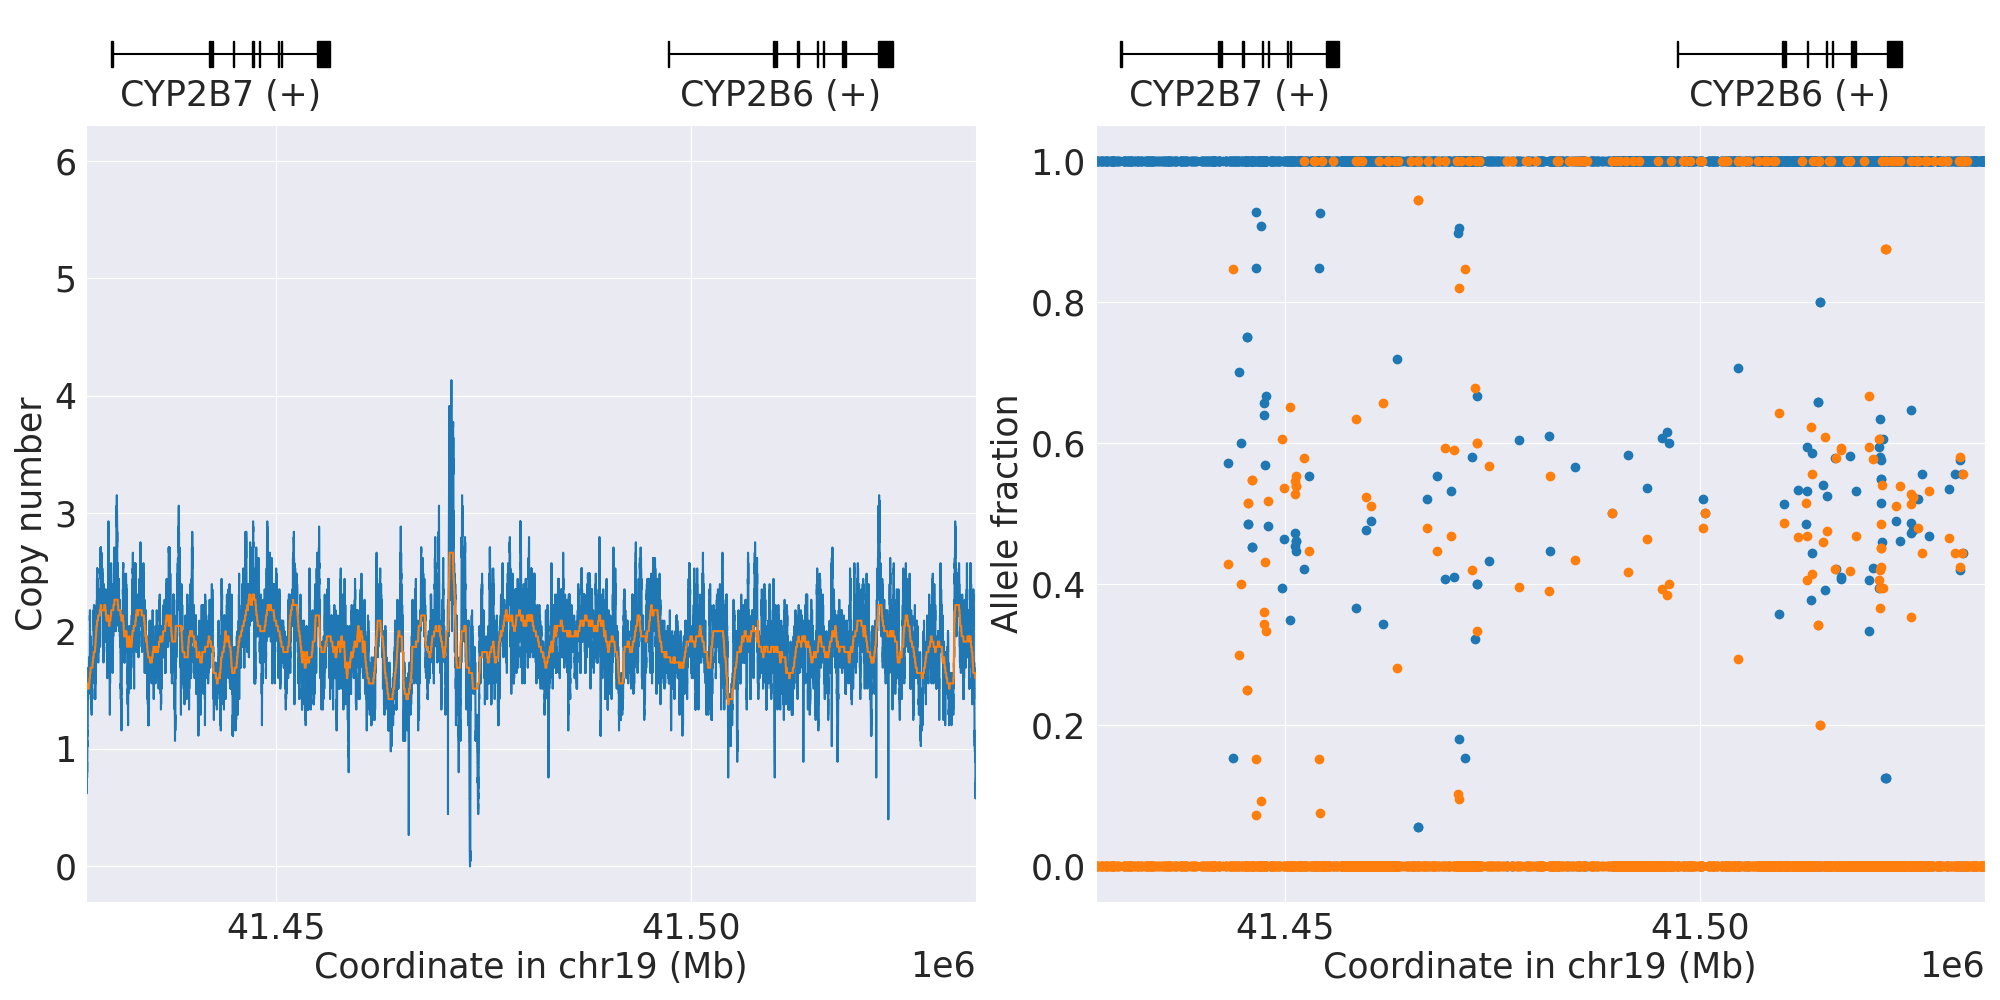 CYP2B7 (+)
CYP2B6 (+)
6
5
4
3
2
1
0
Copy number
41.45
41.50
Coordinate in chr19 (Mb)
1e6
CYP2B7 (+)
CYP2B6 (+)
1.0
0.8
0.6
0.4
0.2
0.0
Allele fraction
41.45
41.50
Coordinate in chr19 (Mb)
1e6